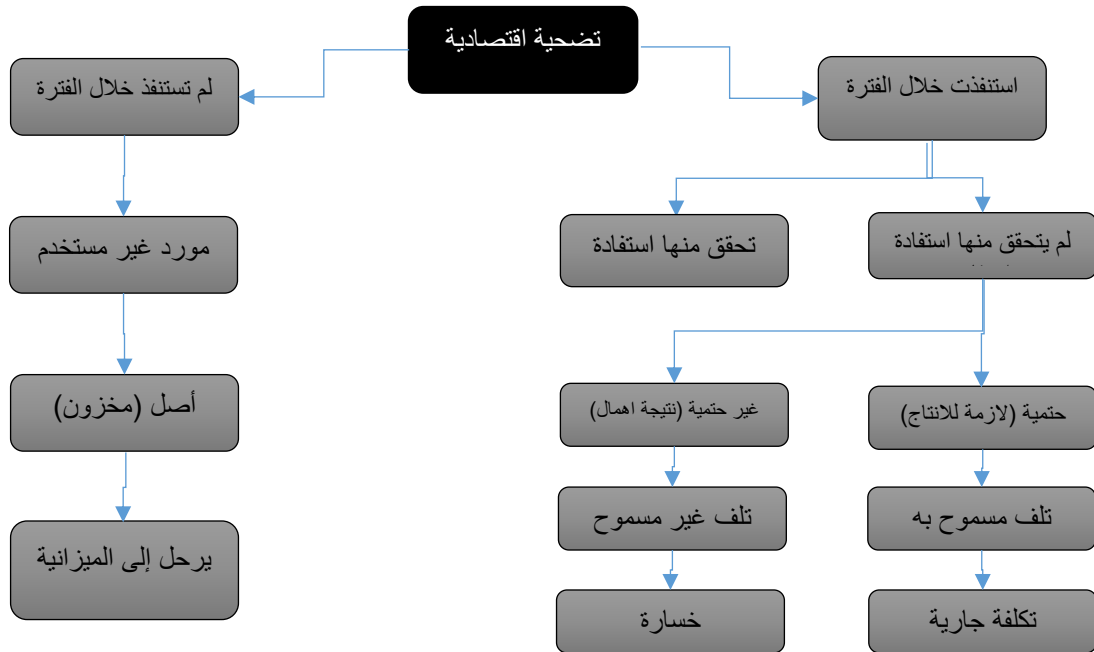 تضحية اقتصادية
استنفذت خلال الفترة
لم تستنفذ خلال الفترة
لم يتحقق منها استفادة
تحقق منها استفادة
مورد غير مستخدم
حتمية (لازمة للانتاج)
غير حتمية (نتيجة اهمال)
أصل (مخزون)
تلف مسموح به
تلف غير مسموح
يرحل إلى الميزانية
تكلفة جارية
خسارة